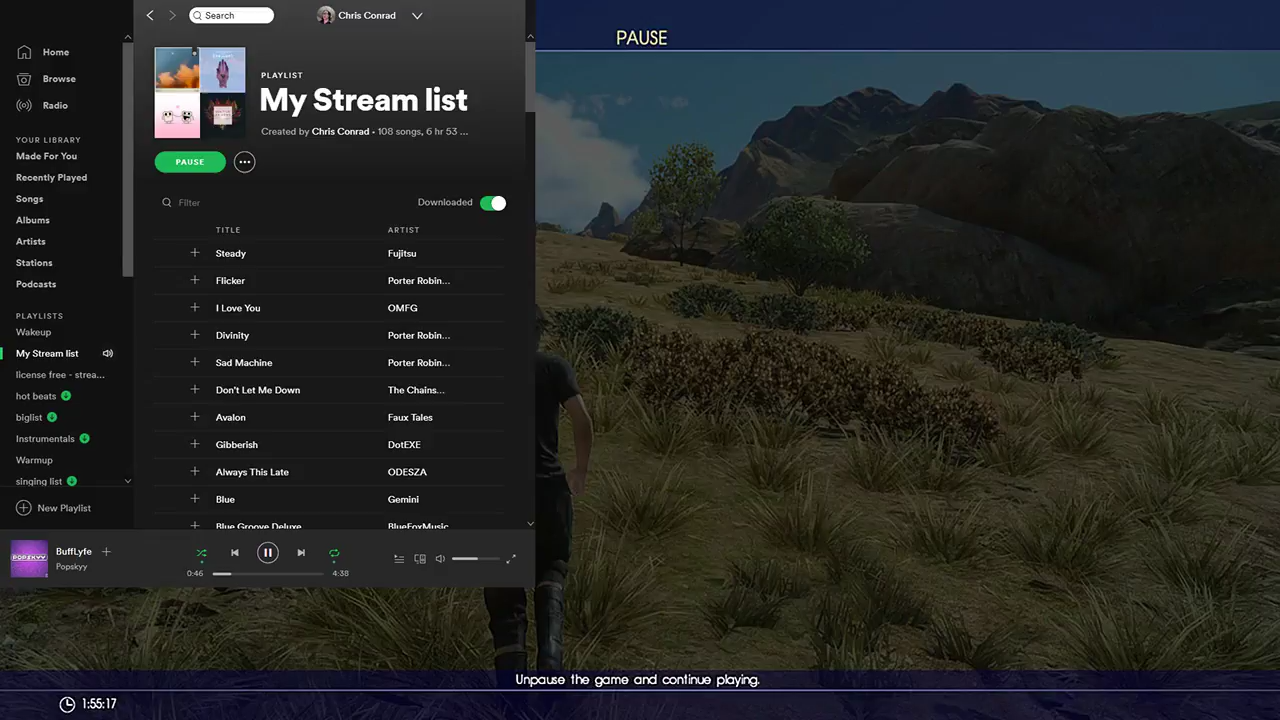 Search
Chris Conrad
PAUSE
Home
Browse
Radio
YOUR LIBRARY
Made For You
Recently Played
Songs
Albums
Artists
Stations
Podcasts
PLAYLISTS
Wakeup
My Stream list
license free - strea...
hot beats
biglist
Instrumentals
Warmup
singing list
New Playlist
PLAYLIST
My Stream list
Created by Chris Conrad • 108 songs, 6 hr 53 ...
PAUSE
Filter
Downloaded
TITLE ARTIST
Steady Fujitsu
Flicker Porter Robin...
I Love You OMFG
Divinity Porter Robin...
Sad Machine Porter Robin...
Don't Let Me Down The Chains...
Avalon Faux Tales
Gibberish DotEXE
Always This Late ODESZA
Blue Gemini
Blue Groove Deluxe BlueFoxMusic
POPSKYY
BuffLyfe
Popskyy
0:46
4:38
Unpause the game and continue playing.
1:55:17